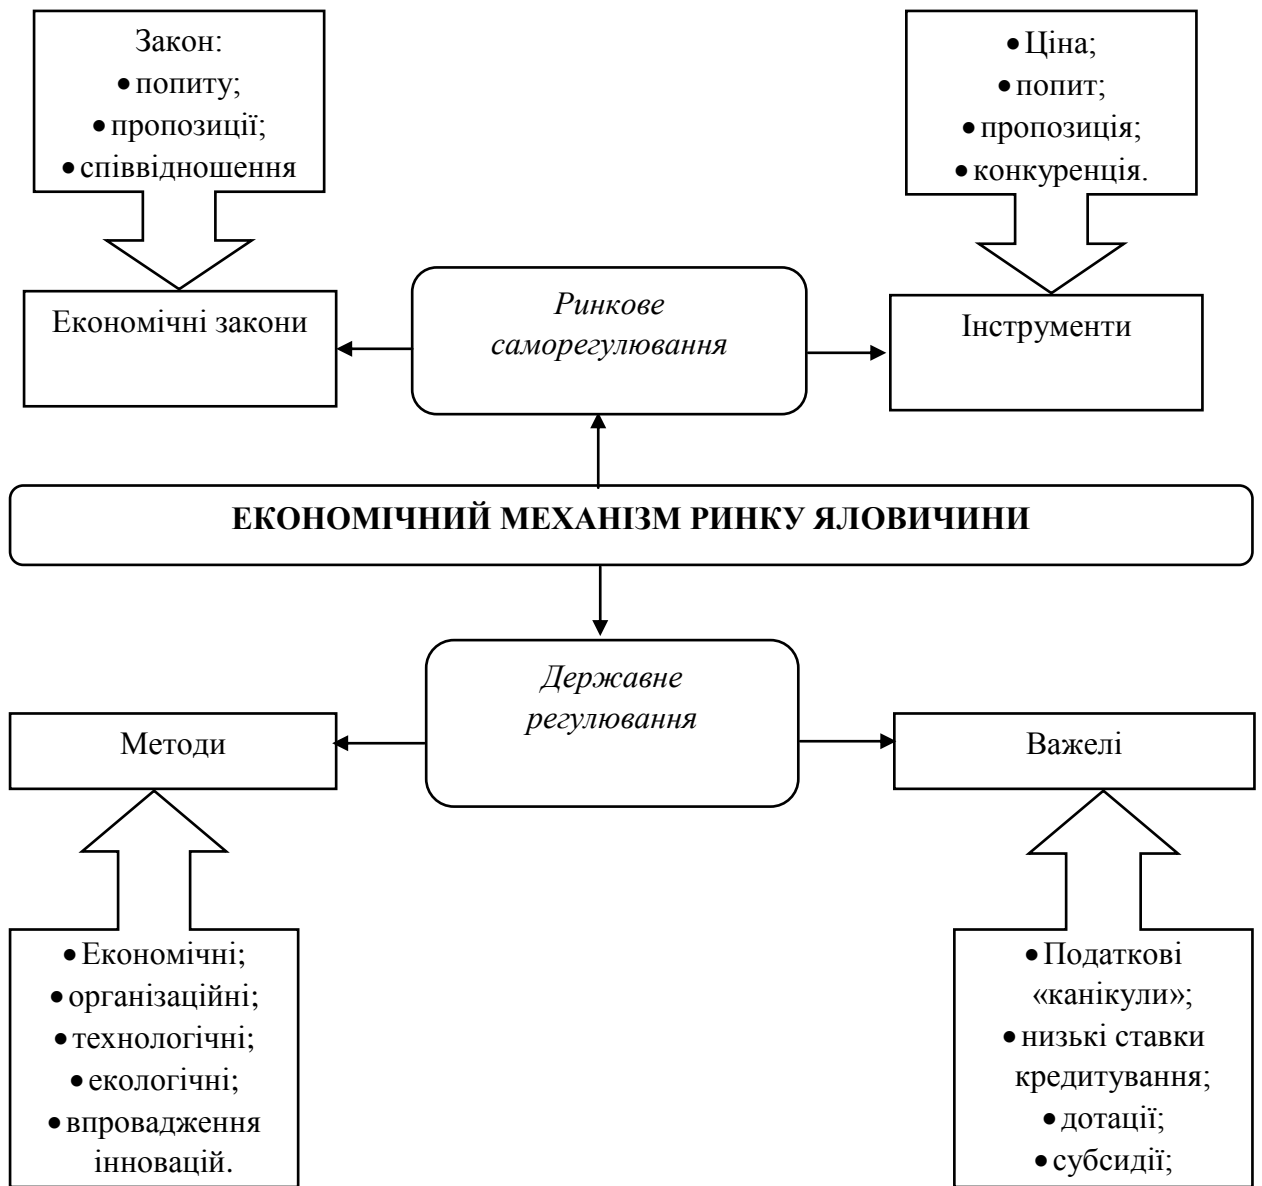 Закон:
• попиту;
• пропозиції;
• співвідношення
• Ціна;
• попит;
• пропозиція;
• конкуренція.
Економічні закони
Ринкове
саморегулювання
Інструменти
ЕКОНОМІЧНИЙ МЕХАНІЗМ РИНКУ ЯЛОВИЧИНИ
Державне
регулювання
Методи
Важелі
• Економічні;
• організаційні;
• технологічні;
• екологічні;
• впровадження
інновацій.
• Податкові
«канікули»;
• низькі ставки
кредитування;
• дотації;
• субсидії;